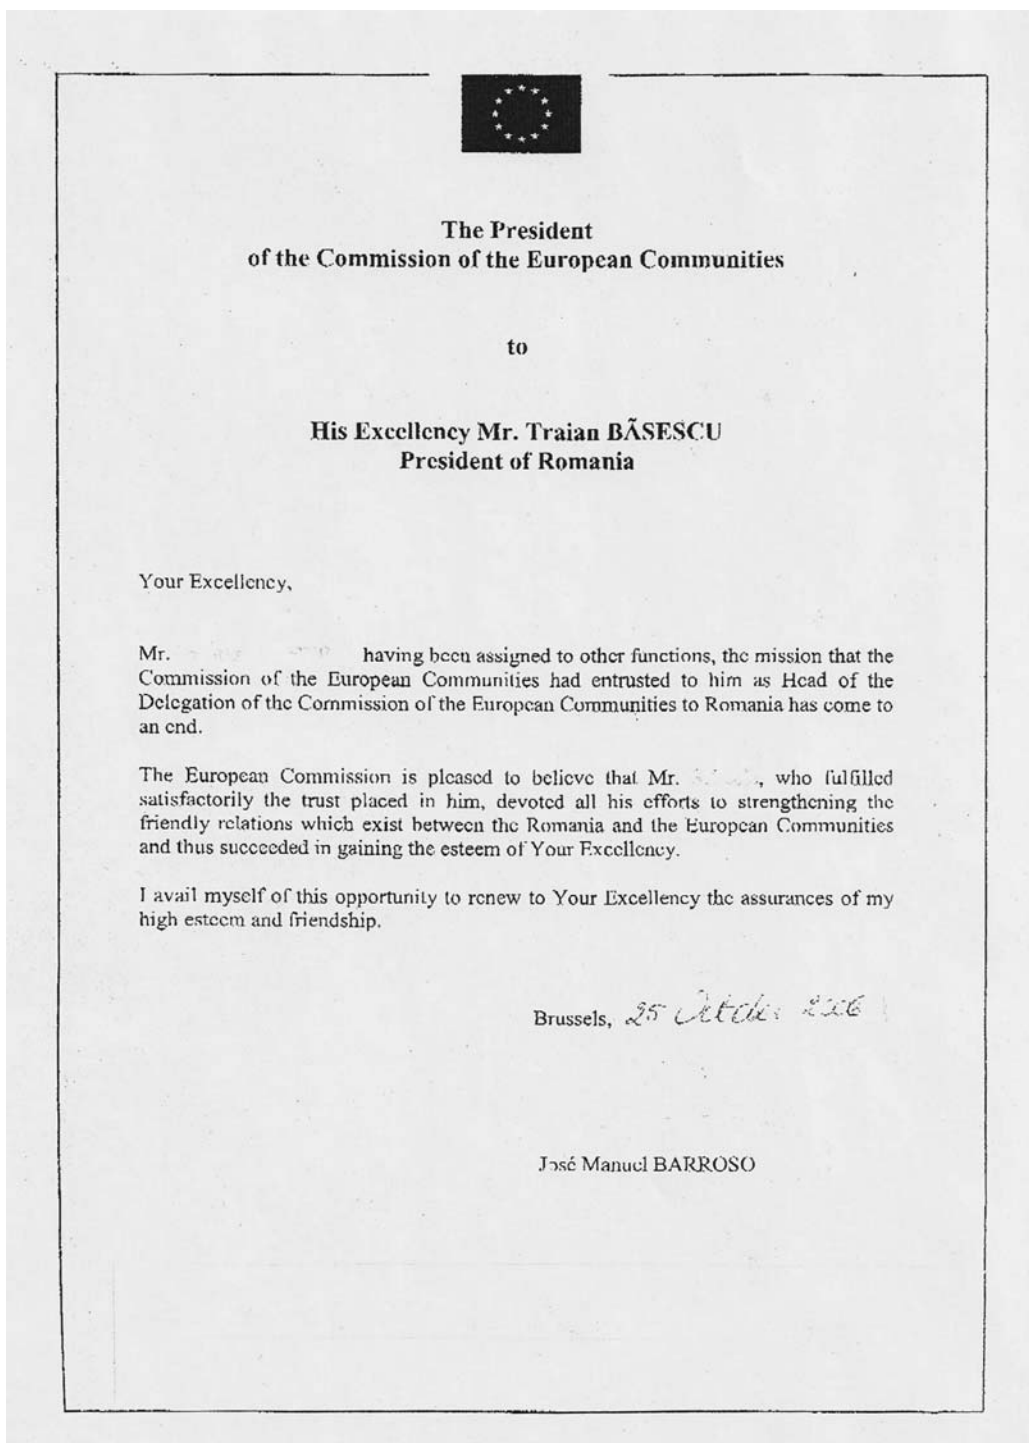 The President
of the Commission of the European Communities
to
His Excellency Mr. Traian BÃSESCU
President of Romania
Your Excellency,
Mr. having been assigned to other functions, the mission that the
Commission of the European Communities had entrusted to him as Head of the
Delegation of the Commission of the European Communities to Romania has come to
an end.
The European Commission is pleased to believe that Mr. , who fulfilled
satisfactorily the trust placed in him, devoted all his efforts to strengthening the
friendly relations which exist between the Romania and the European Communities
and thus succeeded in gaining the esteem of Your Excellency.
I avail myself of this opportunity to renew to Your Excellency the assurances of my
high esteem and friendship.
Brussels, 25 October 2006
José Manuel BARROSO